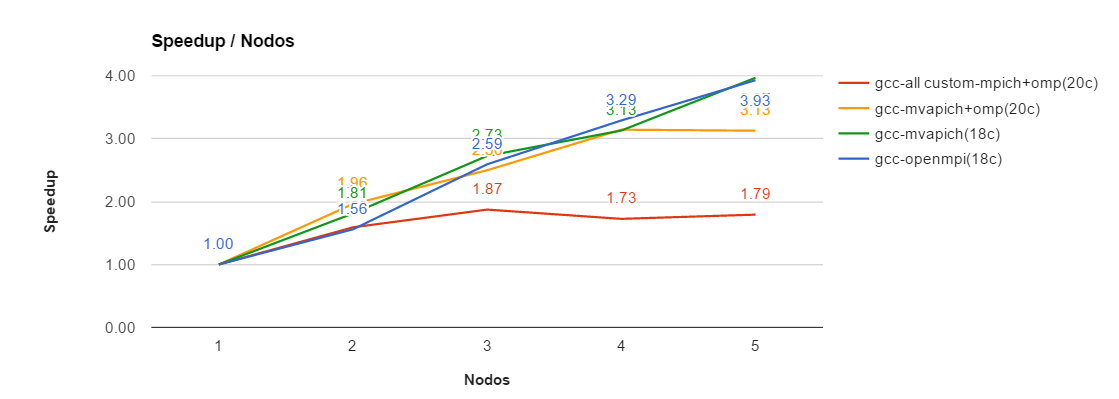 Speedup / Nodos
4.00
3.00
2.00
1.00
0.00
Speedup
1.00
1.96
1.81
1.56
2.73
2.59
1.87
3.29
3.13
1.73
3.93
3.13
1.79
1 2 3 4 5
Nodos
gcc-all custom-mpich+omp(20c)
gcc-mvapich+omp(20c)
gcc-mvapich(18c)
gcc-openmpi(18c)